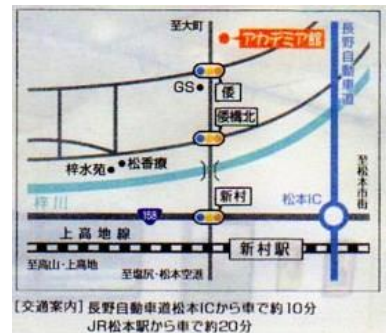 至大町
アカデミア館
長野自動車道
GS
倭
倭橋北
梓水苑
松香寮
至松本市街
梓川
新村
松本IC
158
上高地線
新村駅
至高山・上高地
至塩尻・松本空港
[交通案内] 長野自動車道松本ICから車で約10分
JR松本駅から車で約20分